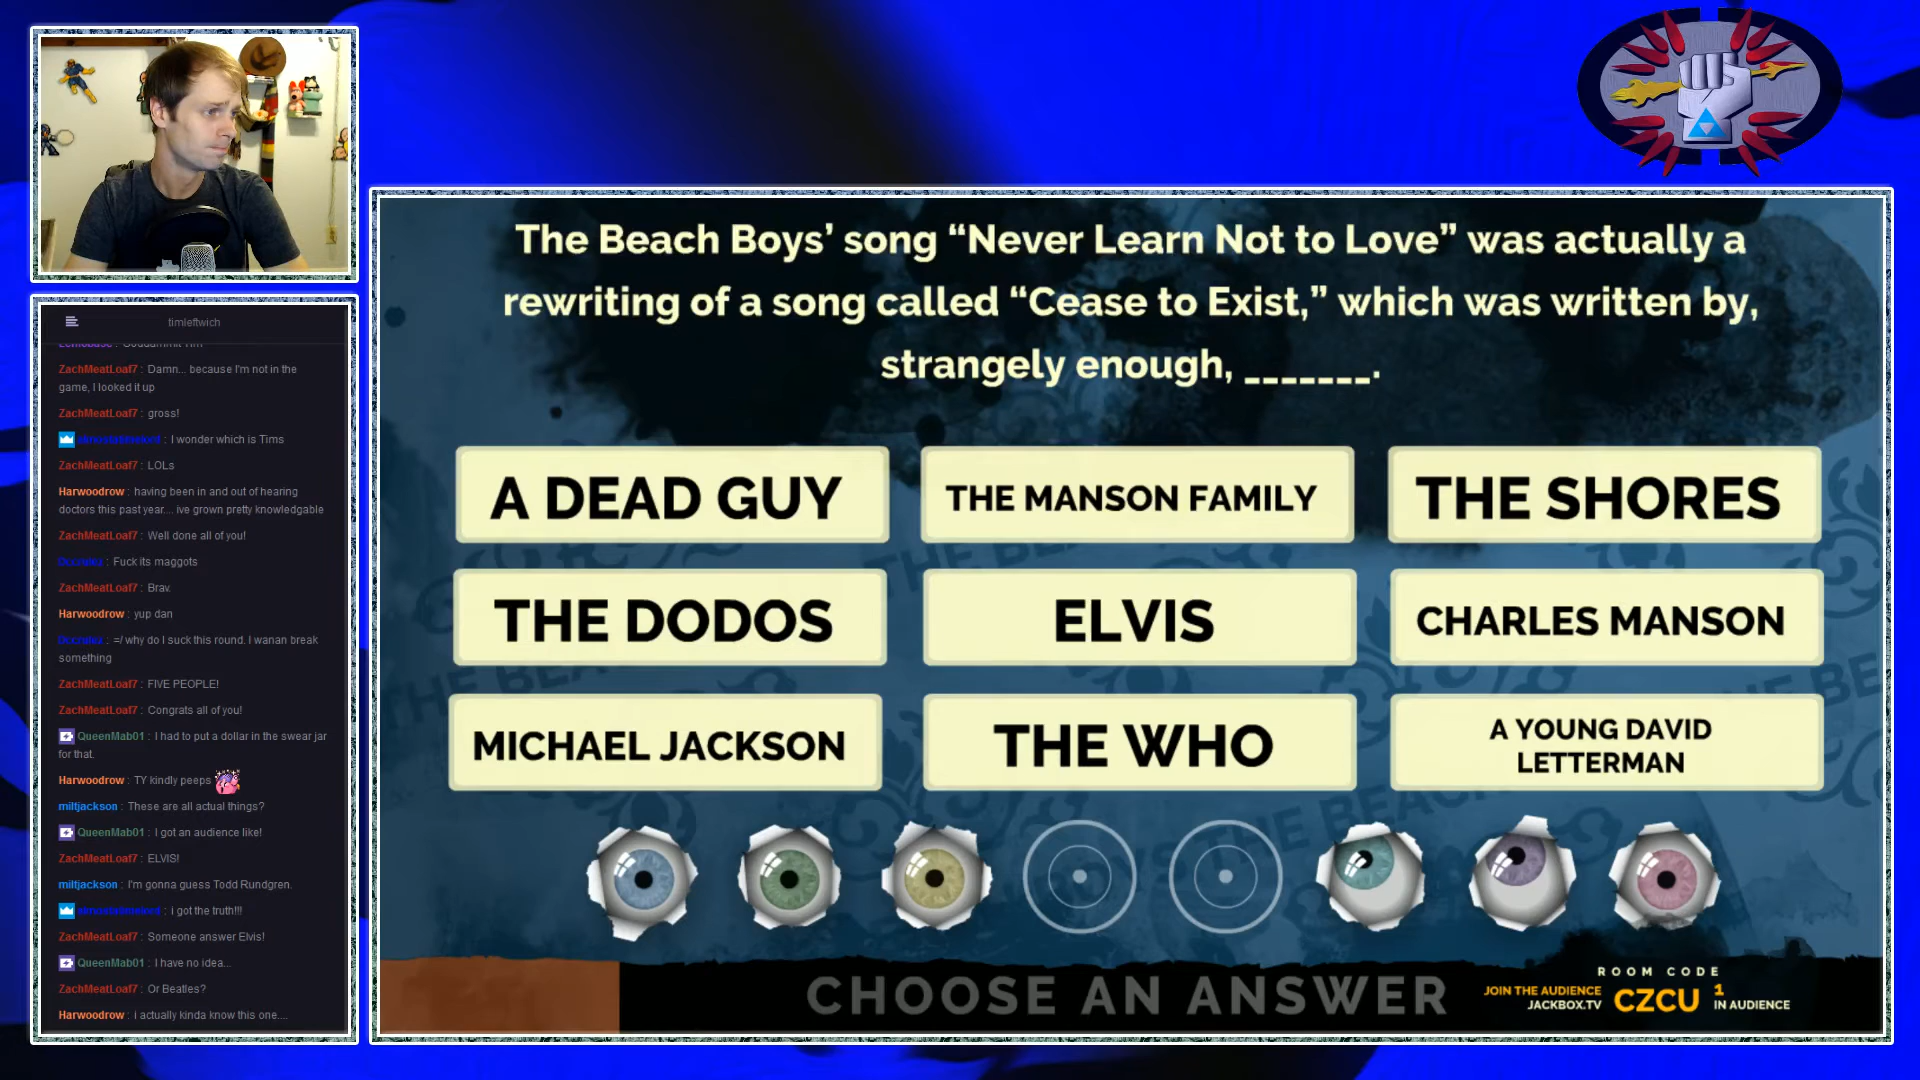 timleftwich
ZachMeatLoaf7 : Damn... because I'm not in the
game, I looked it up
ZachMeatLoaf7 : gross!
: I wonder which is Tims
ZachMeatLoaf7 : LOLs
Harwoodrow : having been in and out of hearing
doctors this past year.... ive grown pretty knowledgable
ZachMeatLoaf7 : Well done all of you!
: Fuck its maggots
ZachMeatLoaf7 : Brav.
Harwoodrow : yup dan
: =/ why do I suck this round. I wanan break
something
ZachMeatLoaf7 : FIVE PEOPLE!
ZachMeatLoaf7 : Congrats all of you!
QueenMab01 : I had to put a dollar in the swear jar
for that.
Harwoodrow : TY kindly peeps
miltjackson : These are all actual things?
QueenMab01 : I got an audience like!
ZachMeatLoaf7 : ELVIS!
miltjackson : I'm gonna guess Todd Rundgren.
: i got the truth!!!
ZachMeatLoaf7 : Someone answer Elvis!
QueenMab01 : I have no idea...
ZachMeatLoaf7 : Or Beatles?
Harwoodrow : i actually kinda know this one....
The Beach Boys' song “Never Learn Not to Love” was actually a
rewriting of a song called “Cease to Exist,” which was written by,
strangely enough, _______.
A DEAD GUY
THE MANSON FAMILY
THE SHORES
THE DODOS
ELVIS
CHARLES MANSON
MICHAEL JACKSON
THE WHO
A YOUNG DAVID
LETTERMAN
CHOOSE AN ANSWER
ROOM CODE
JOIN THE AUDIENCE
JACKBOX.TV
CZCU
1
IN AUDIENCE